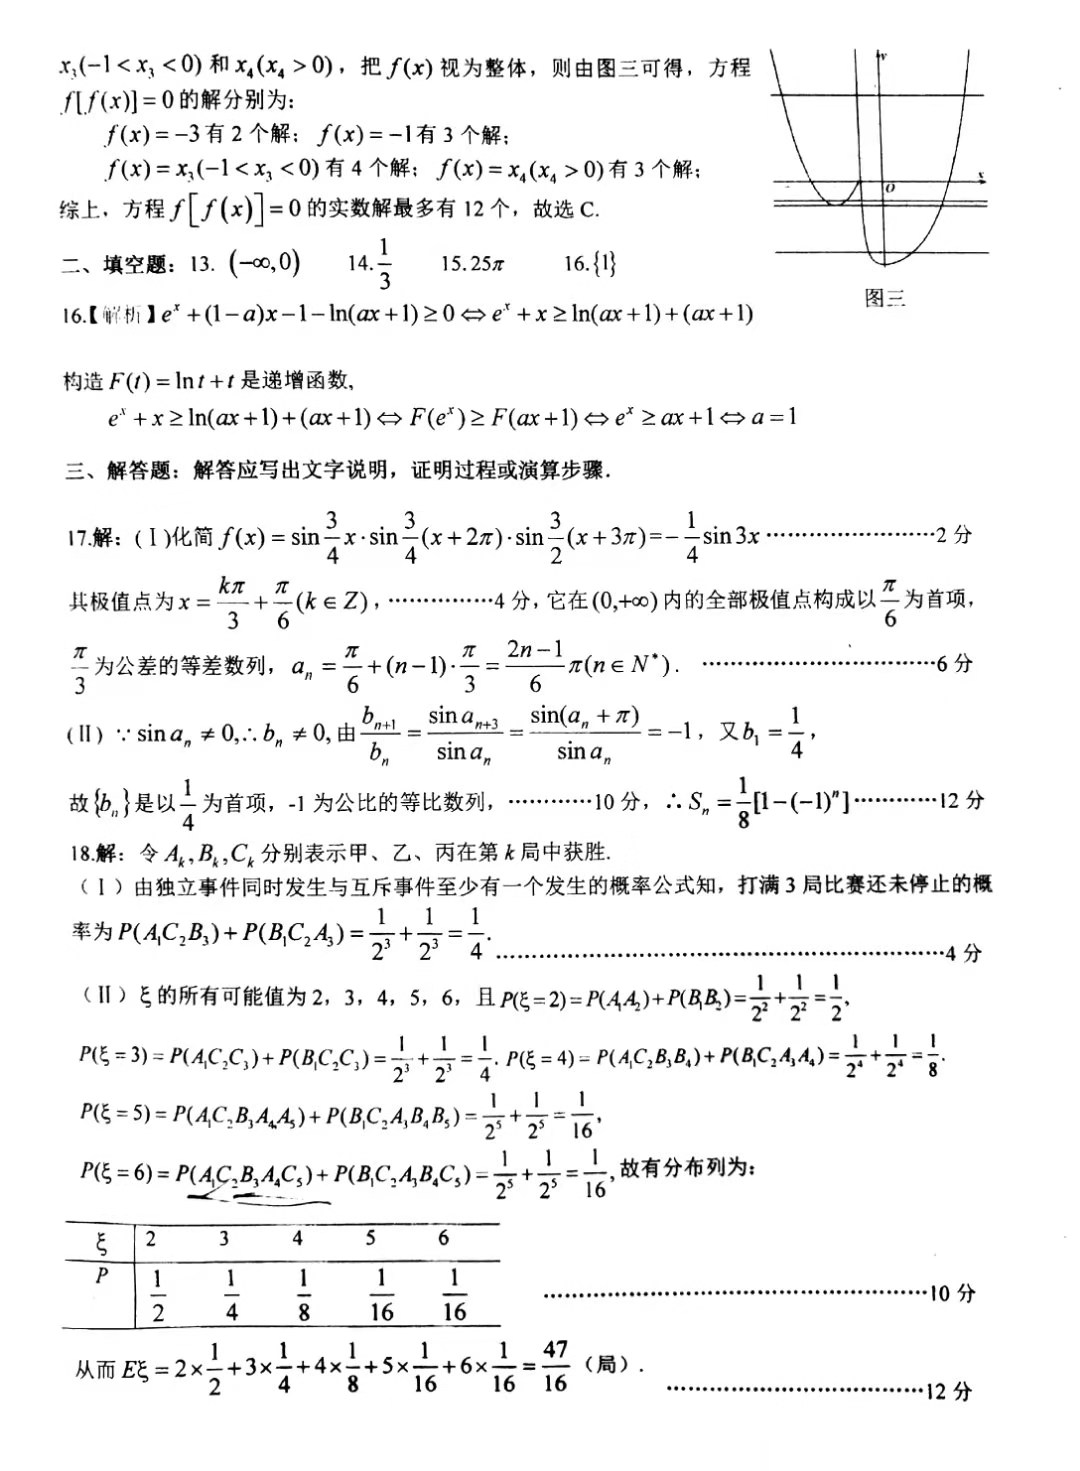 x₃(−1 < x₃ < 0) 和 x₄(x₄ > 0)，把 f(x) 视为整体，则由图三可得，方程
f[f(x)] = 0 的解分别为：
f(x) = −3 有 2 个解； f(x) = −1 有 3 个解；
f(x) = x₃(−1 < x₃ < 0) 有 4 个解； f(x) = x₄(x₄ > 0) 有 3 个解；
综上，方程 f[f(x)] = 0 的实数解最多有 12 个，故选 C.
y
x
O
图三
二、填空题：13. (−∞,0) 14. 1/3 15. 25π 16. {1}
16.【解析】eˣ + (1−a)x − 1 − ln(ax+1) ≥ 0 ⇔ eˣ + x ≥ ln(ax+1) + (ax+1)
构造 F(t) = ln t + t 是递增函数,
eˣ + x ≥ ln(ax+1) + (ax+1) ⇔ F(eˣ) ≥ F(ax+1) ⇔ eˣ ≥ ax+1 ⇔ a = 1
三、解答题：解答应写出文字说明，证明过程或演算步骤．
17.解：(Ⅰ)化简 f(x) = sin 3/4 x · sin 3/4 (x+2π) · sin 3/2 (x+3π) = −1/4 sin 3x ……………………2 分
其极值点为 x = kπ/3 + π/6 (k ∈ Z)，……………4 分，它在 (0,+∞) 内的全部极值点构成以 π/6 为首项，
π/3 为公差的等差数列，aₙ = π/6 + (n−1)·π/3 = (2n−1)/6 π (n ∈ N*)． ……………………………6 分
(Ⅱ) ∵ sin aₙ ≠ 0, ∴ bₙ ≠ 0, 由 bₙ₊₁/bₙ = sin aₙ₊₃/sin aₙ = sin(aₙ + π)/sin aₙ = −1，又 b₁ = 1/4，
故 {bₙ} 是以 1/4 为首项，-1 为公比的等比数列，…………10 分，∴ Sₙ = 1/8 [1−(−1)ⁿ] …………12 分
18.解：令 Aₖ, Bₖ, Cₖ 分别表示甲、乙、丙在第 k 局中获胜.
（Ⅰ）由独立事件同时发生与互斥事件至少有一个发生的概率公式知，打满 3 局比赛还未停止的概
率为 P(A₁C₂B₃) + P(B₁C₂A₃) = 1/2³ + 1/2³ = 1/4. ……………………………………………………4 分
（Ⅱ）ξ 的所有可能值为 2，3，4，5，6，且 P(ξ=2) = P(A₁A₂) + P(B₁B₂) = 1/2² + 1/2² = 1/2,
P(ξ=3) = P(A₁C₂C₃) + P(B₁C₂C₃) = 1/2³ + 1/2³ = 1/4. P(ξ=4) = P(A₁C₂B₃B₄) + P(B₁C₂A₃A₄) = 1/2⁴ + 1/2⁴ = 1/8.
P(ξ=5) = P(A₁C₂B₃A₄A₅) + P(B₁C₂A₃B₄B₅) = 1/2⁵ + 1/2⁵ = 1/16,
P(ξ=6) = P(A₁C₂B₃A₄C₅) + P(B₁C₂A₃B₄C₅) = 1/2⁵ + 1/2⁵ = 1/16, 故有分布列为：
ξ 2 3 4 5 6
P 1/2 1/4 1/8 1/16 1/16 ……………………………………10 分
从而 Eξ = 2×1/2 + 3×1/4 + 4×1/8 + 5×1/16 + 6×1/16 = 47/16（局）. ……………………………12 分